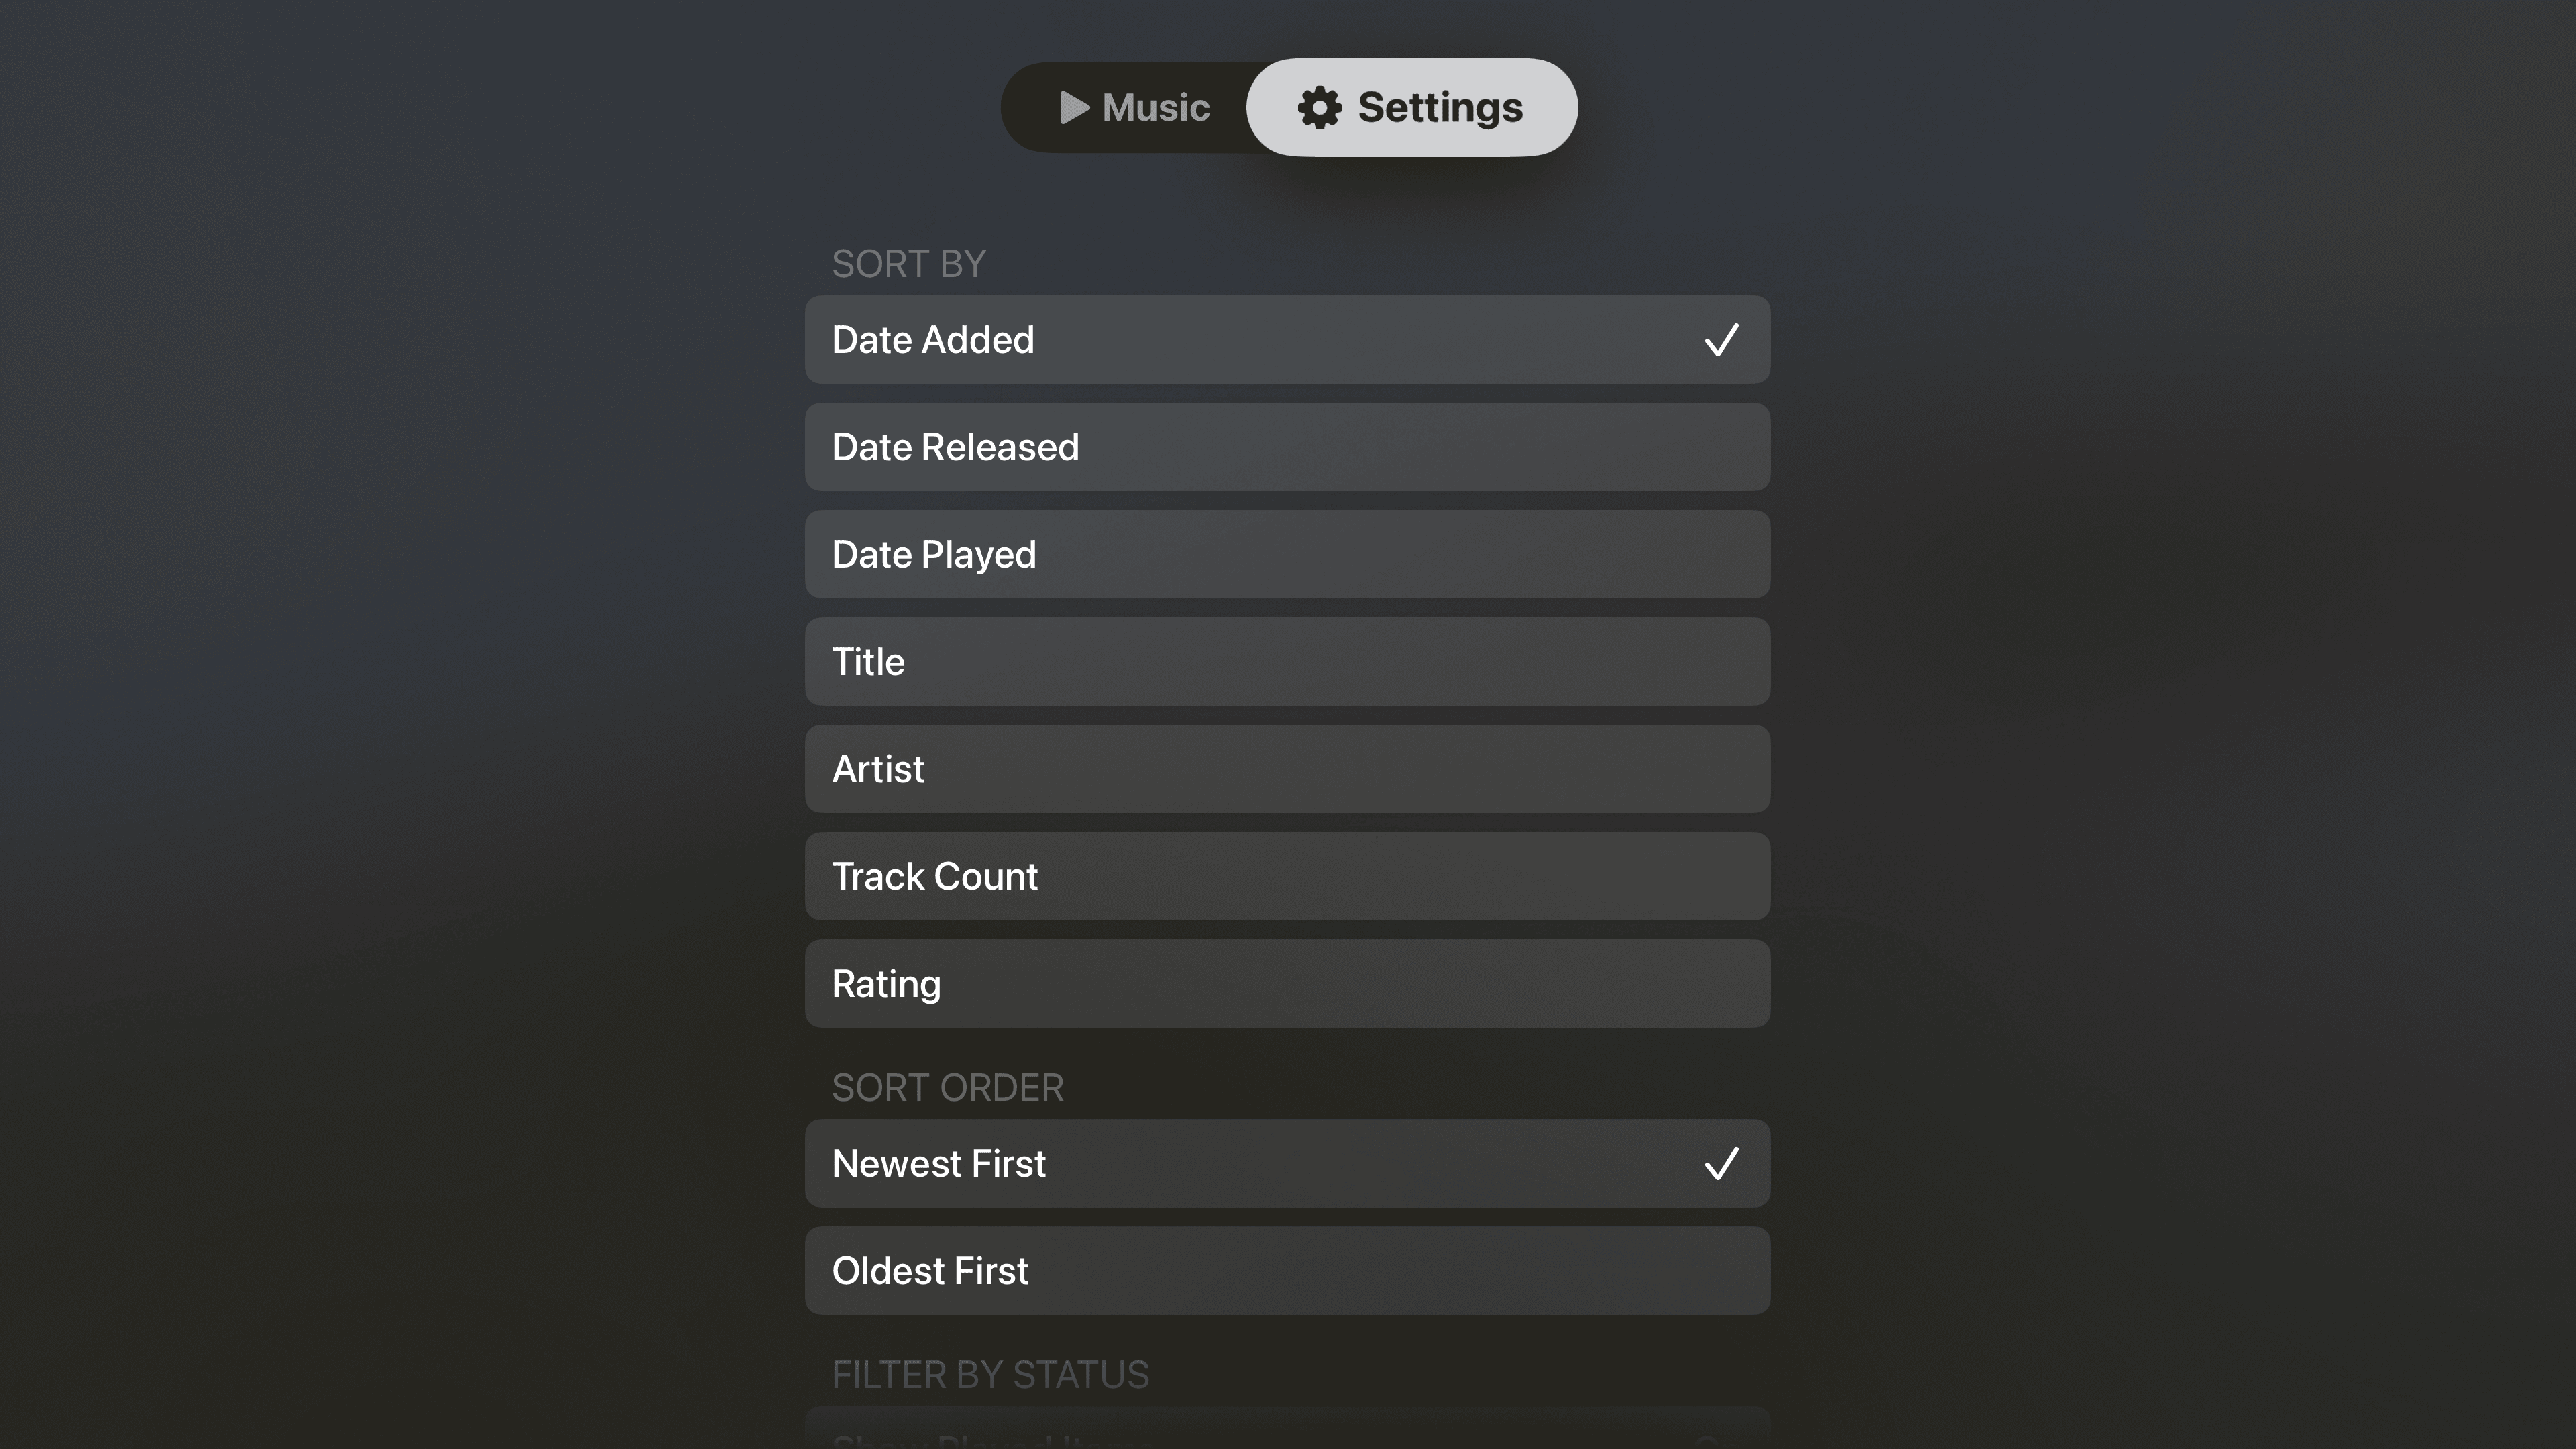 Music
Settings
SORT BY
Date Added
Date Released
Date Played
Title
Artist
Track Count
Rating
SORT ORDER
Newest First
Oldest First
FILTER BY STATUS